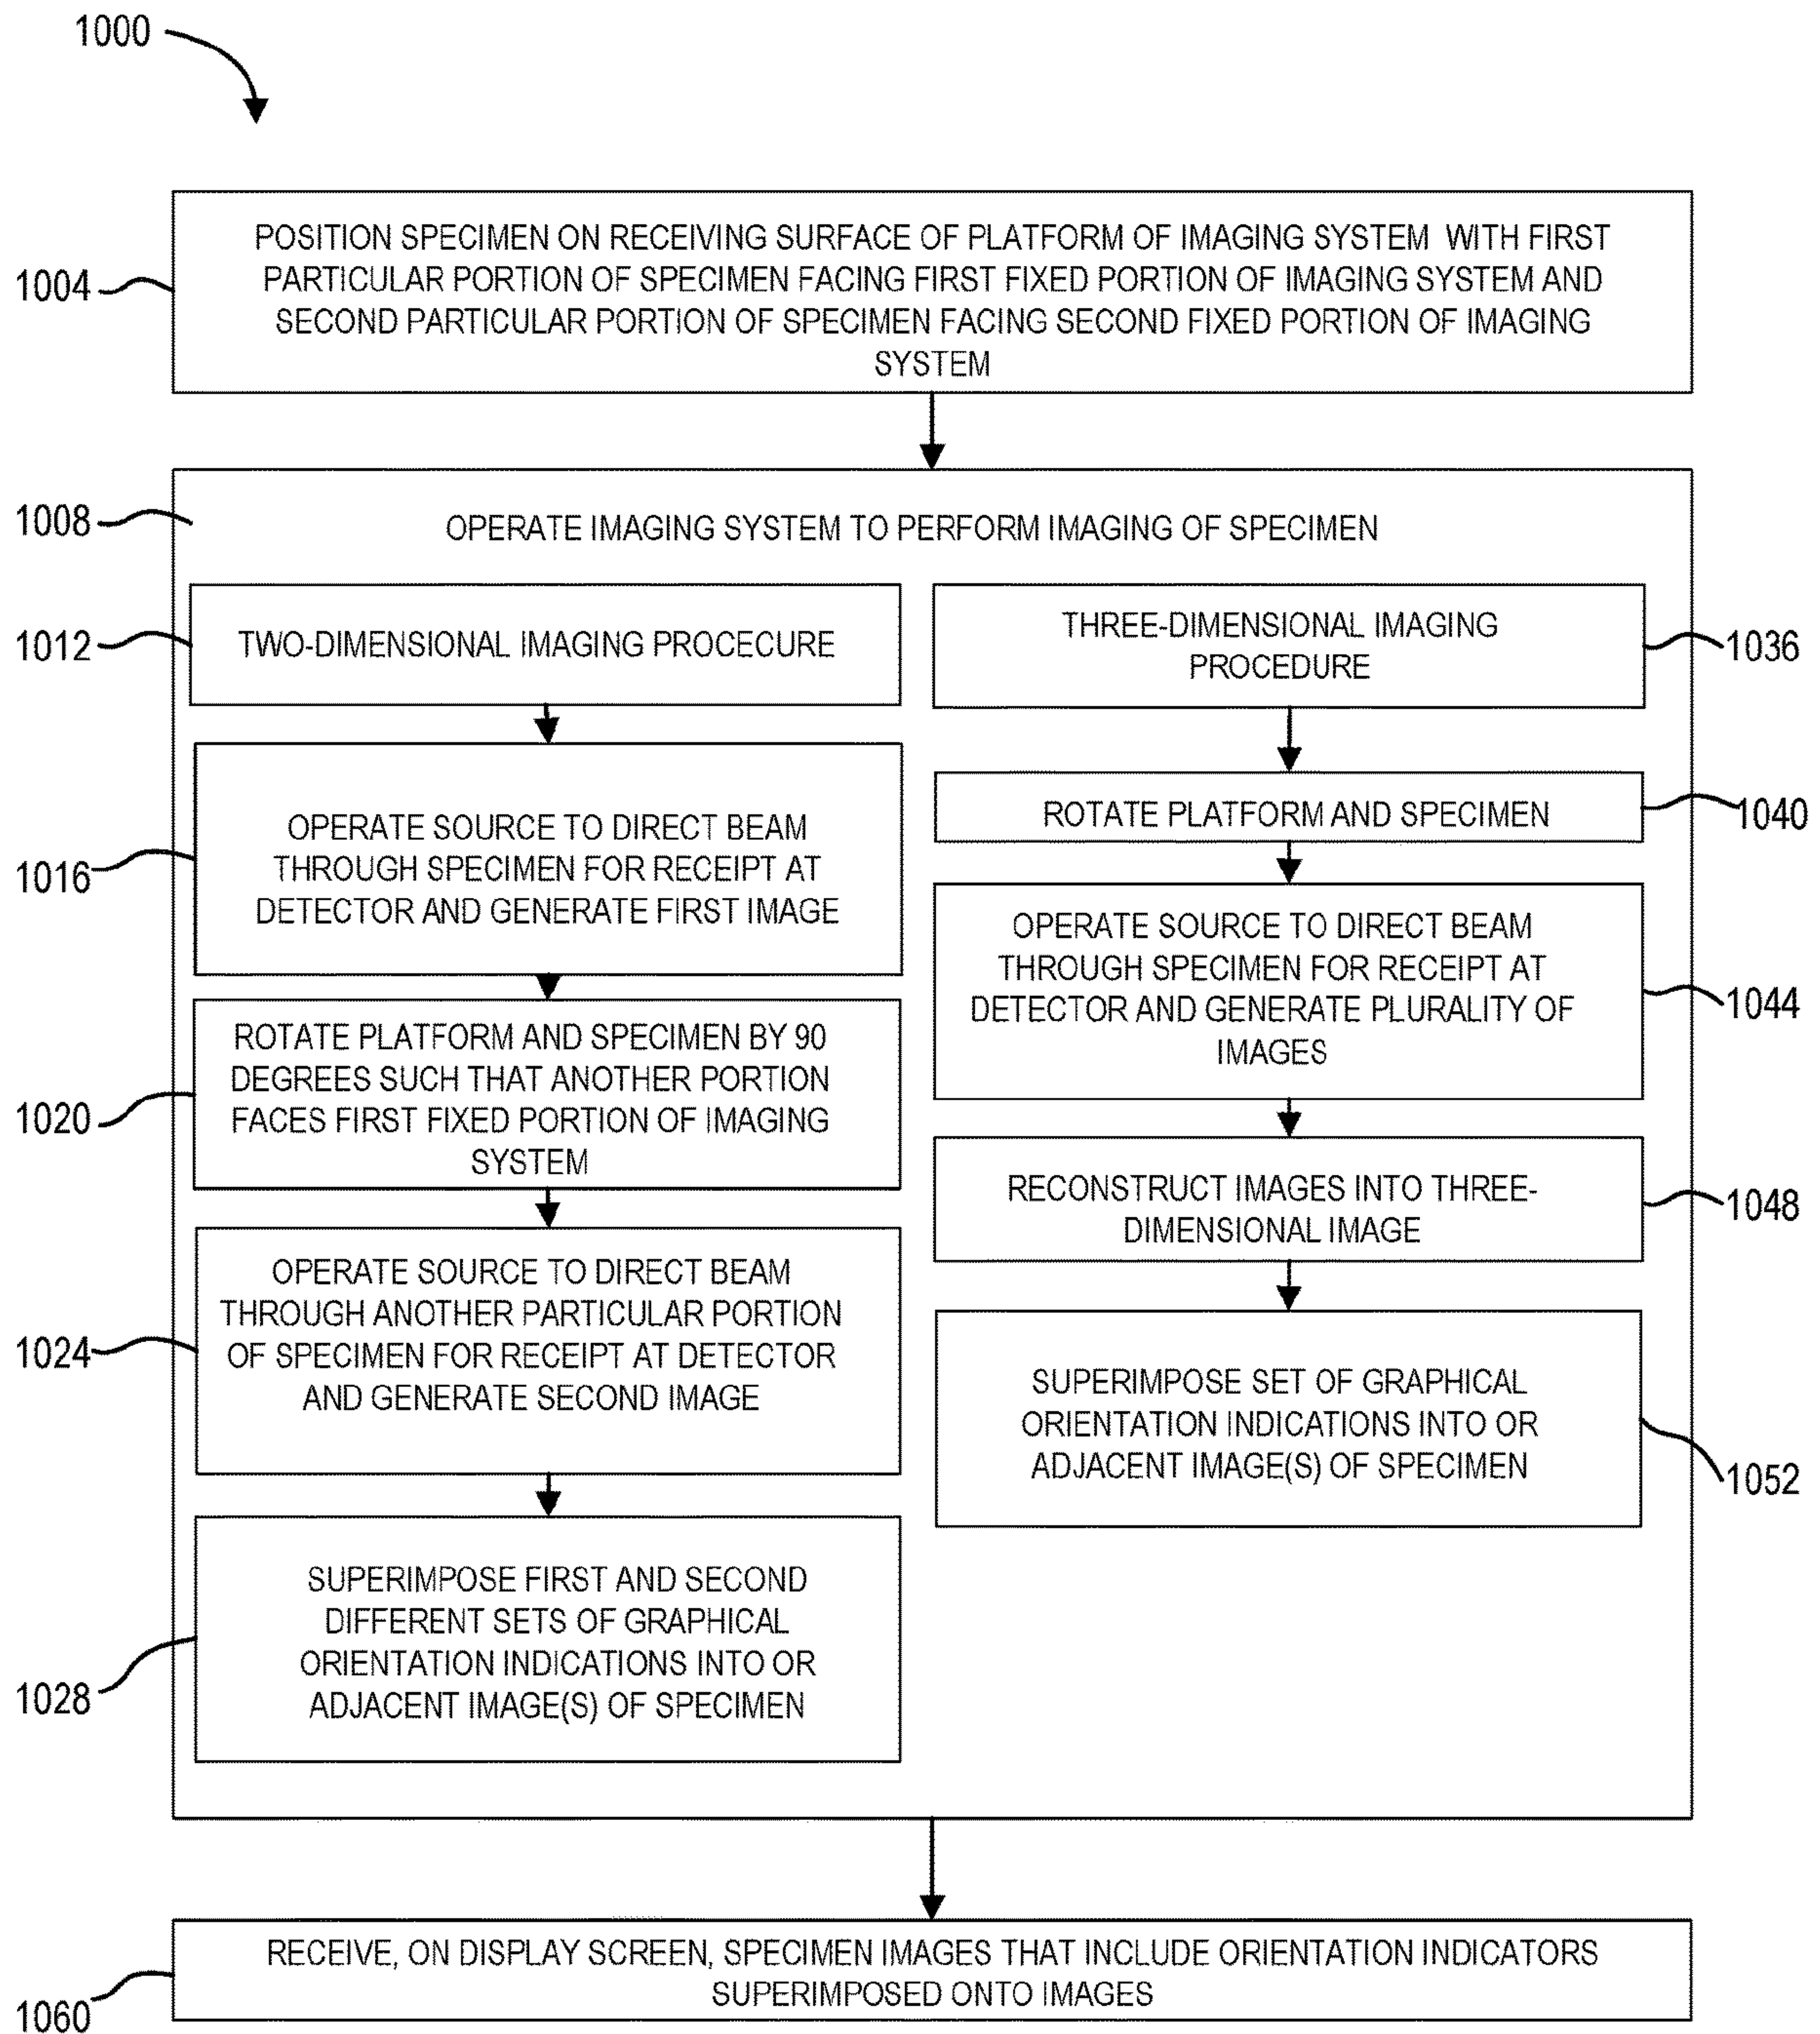 1000
1004
POSITION SPECIMEN ON RECEIVING SURFACE OF PLATFORM OF IMAGING SYSTEM WITH FIRST
PARTICULAR PORTION OF SPECIMEN FACING FIRST FIXED PORTION OF IMAGING SYSTEM AND
SECOND PARTICULAR PORTION OF SPECIMEN FACING SECOND FIXED PORTION OF IMAGING
SYSTEM
1008
OPERATE IMAGING SYSTEM TO PERFORM IMAGING OF SPECIMEN
1012
TWO-DIMENSIONAL IMAGING PROCECURE
1016
OPERATE SOURCE TO DIRECT BEAM
THROUGH SPECIMEN FOR RECEIPT AT
DETECTOR AND GENERATE FIRST IMAGE
1020
ROTATE PLATFORM AND SPECIMEN BY 90
DEGREES SUCH THAT ANOTHER PORTION
FACES FIRST FIXED PORTION OF IMAGING
SYSTEM
1024
OPERATE SOURCE TO DIRECT BEAM
THROUGH ANOTHER PARTICULAR PORTION
OF SPECIMEN FOR RECEIPT AT DETECTOR
AND GENERATE SECOND IMAGE
1028
SUPERIMPOSE FIRST AND SECOND
DIFFERENT SETS OF GRAPHICAL
ORIENTATION INDICATIONS INTO OR
ADJACENT IMAGE(S) OF SPECIMEN
THREE-DIMENSIONAL IMAGING
PROCEDURE
1036
ROTATE PLATFORM AND SPECIMEN
1040
OPERATE SOURCE TO DIRECT BEAM
THROUGH SPECIMEN FOR RECEIPT AT
DETECTOR AND GENERATE PLURALITY OF
IMAGES
1044
RECONSTRUCT IMAGES INTO THREE-
DIMENSIONAL IMAGE
1048
SUPERIMPOSE SET OF GRAPHICAL
ORIENTATION INDICATIONS INTO OR
ADJACENT IMAGE(S) OF SPECIMEN
1052
1060
RECEIVE, ON DISPLAY SCREEN, SPECIMEN IMAGES THAT INCLUDE ORIENTATION INDICATORS
SUPERIMPOSED ONTO IMAGES